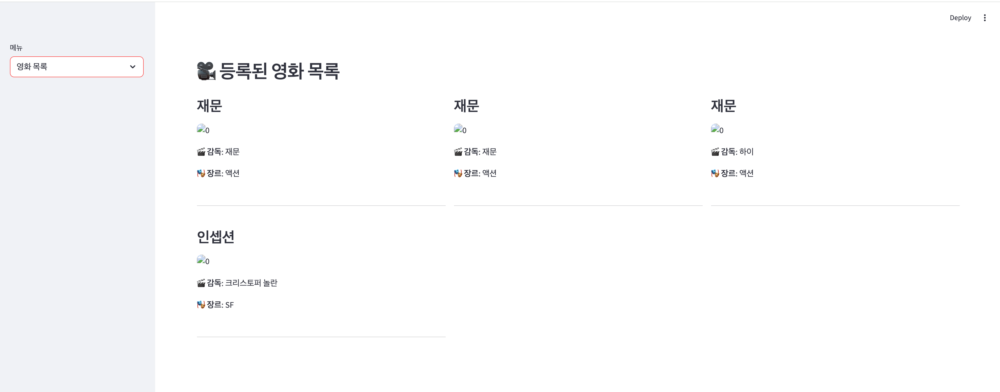 Deploy
메뉴
영화 목록
🎥 등록된 영화 목록
재문
0
🎬 감독: 재문
🎭 장르: 액션
재문
0
🎬 감독: 재문
🎭 장르: 액션
재문
0
🎬 감독: 하이
🎭 장르: 액션
인셉션
0
🎬 감독: 크리스토퍼 놀란
🎭 장르: SF